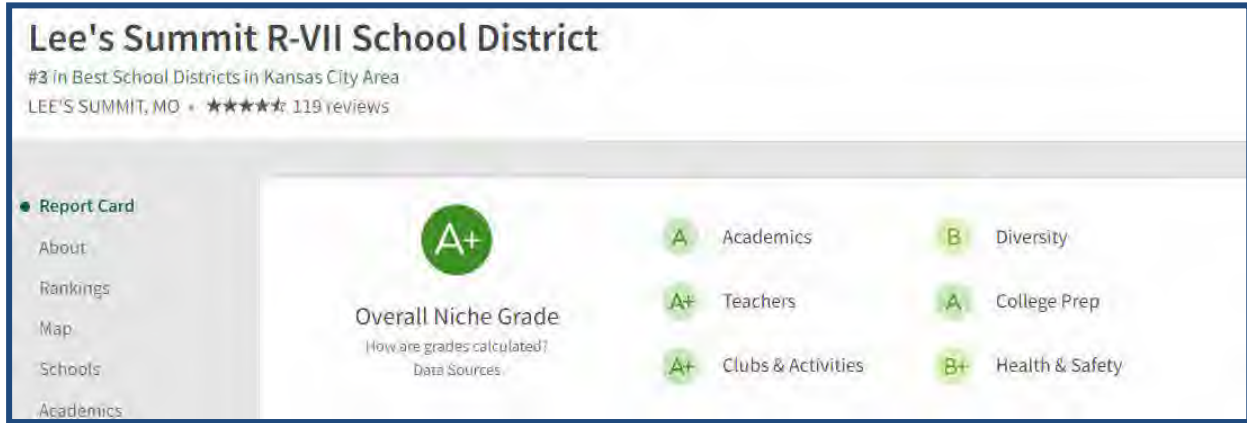 Lee's Summit R-VII School District
#3 in Best School Districts in Kansas City Area
LEE'S SUMMIT, MO • ★★★★⯪ 119 reviews
Report Card
About
Rankings
Map
Schools
Academics
A+
Overall Niche Grade
How are grades calculated?
Data Sources
A Academics
A+ Teachers
A+ Clubs & Activities
B Diversity
A College Prep
B+ Health & Safety